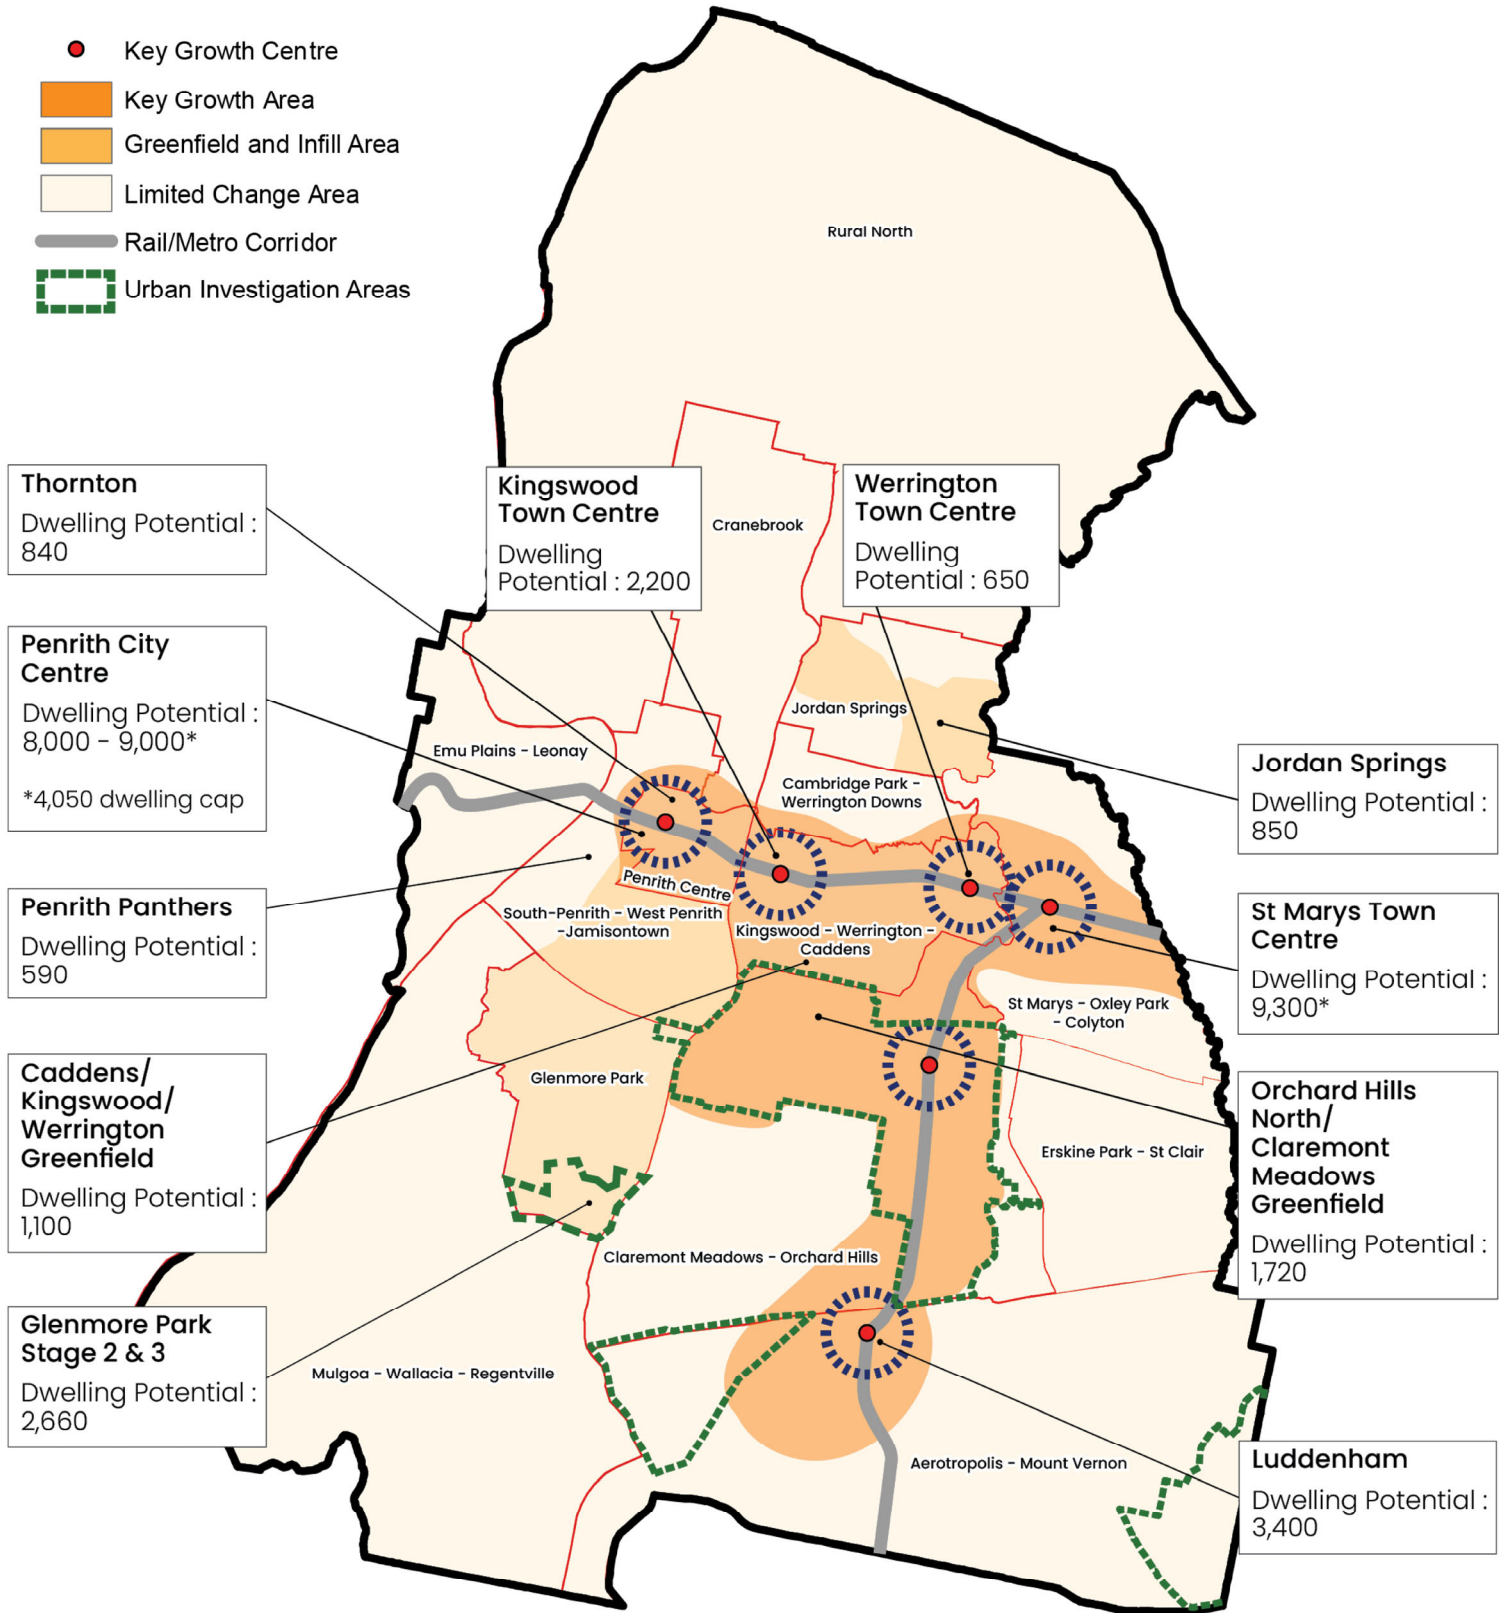 Key Growth Centre
Key Growth Area
Greenfield and Infill Area
Limited Change Area
Rail/Metro Corridor
Urban Investigation Areas
Rural North
Thornton
Dwelling Potential :
840
Kingswood
Town Centre
Dwelling
Potential : 2,200
Cranebrook
Werrington
Town Centre
Dwelling
Potential : 650
Penrith City
Centre
Dwelling Potential :
8,000 - 9,000*
*4,050 dwelling cap
Emu Plains - Leonay
Jordan Springs
Cambridge Park -
Werrington Downs
Jordan Springs
Dwelling Potential :
850
Penrith Panthers
Dwelling Potential :
590
Penrith Centre
South-Penrith - West Penrith
-Jamisontown
Kingswood - Werrington -
Caddens
St Marys Town
Centre
Dwelling Potential :
9,300*
St Marys - Oxley Park
- Colyton
Caddens/
Kingswood/
Werrington
Greenfield
Dwelling Potential :
1,100
Glenmore Park
Orchard Hills
North/
Claremont
Meadows
Greenfield
Dwelling Potential :
1,720
Erskine Park - St Clair
Claremont Meadows - Orchard Hills
Glenmore Park
Stage 2 & 3
Dwelling Potential :
2,660
Mulgoa - Wallacia - Regentville
Aerotropolis - Mount Vernon
Luddenham
Dwelling Potential :
3,400